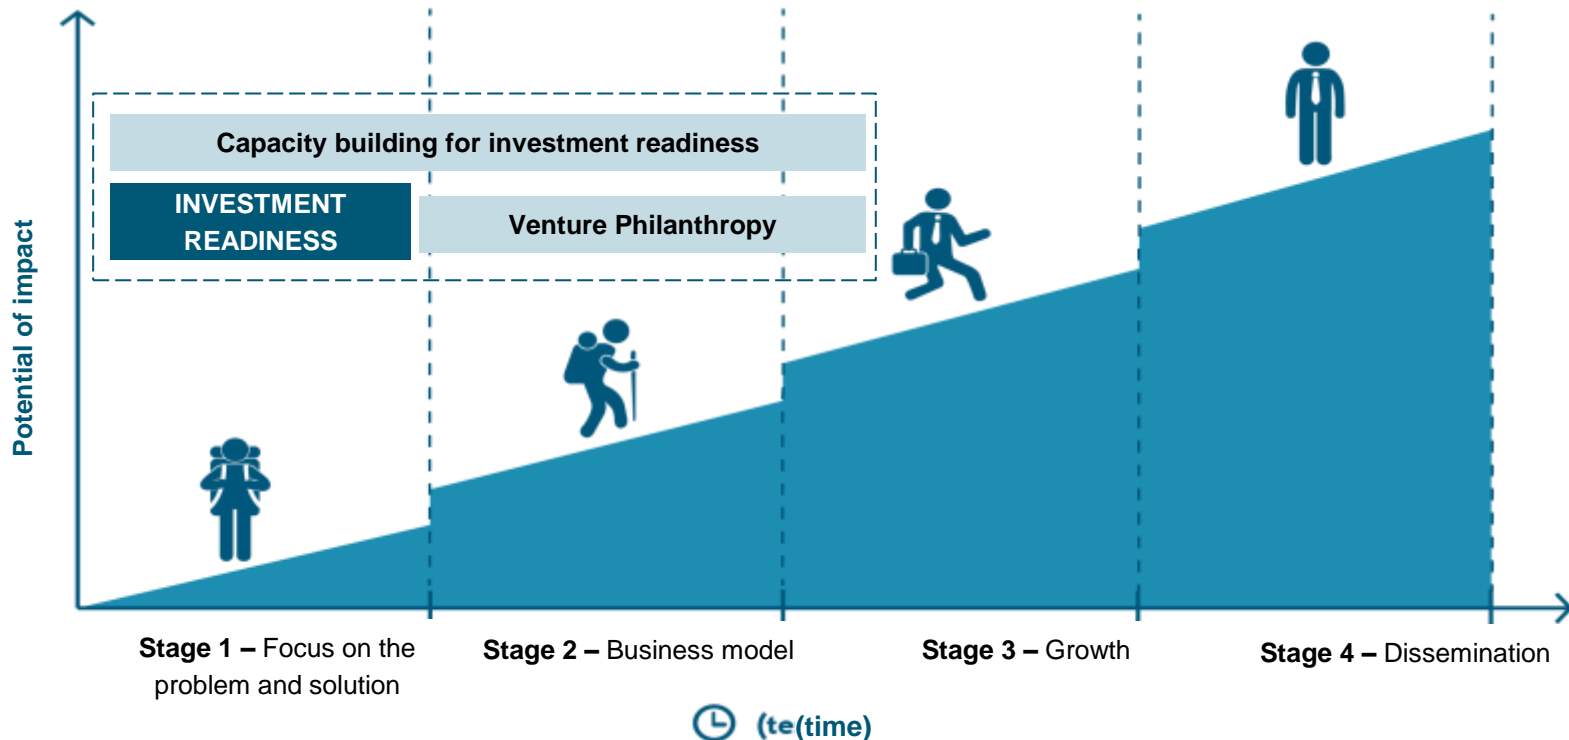 Capacity building for investment readiness
INVESTMENT
READINESS
Venture Philanthropy
Potential of impact
Stage 1 – Focus on the
problem and solution
Stage 2 – Business model
Stage 3 – Growth
Stage 4 – Dissemination
(te(time)